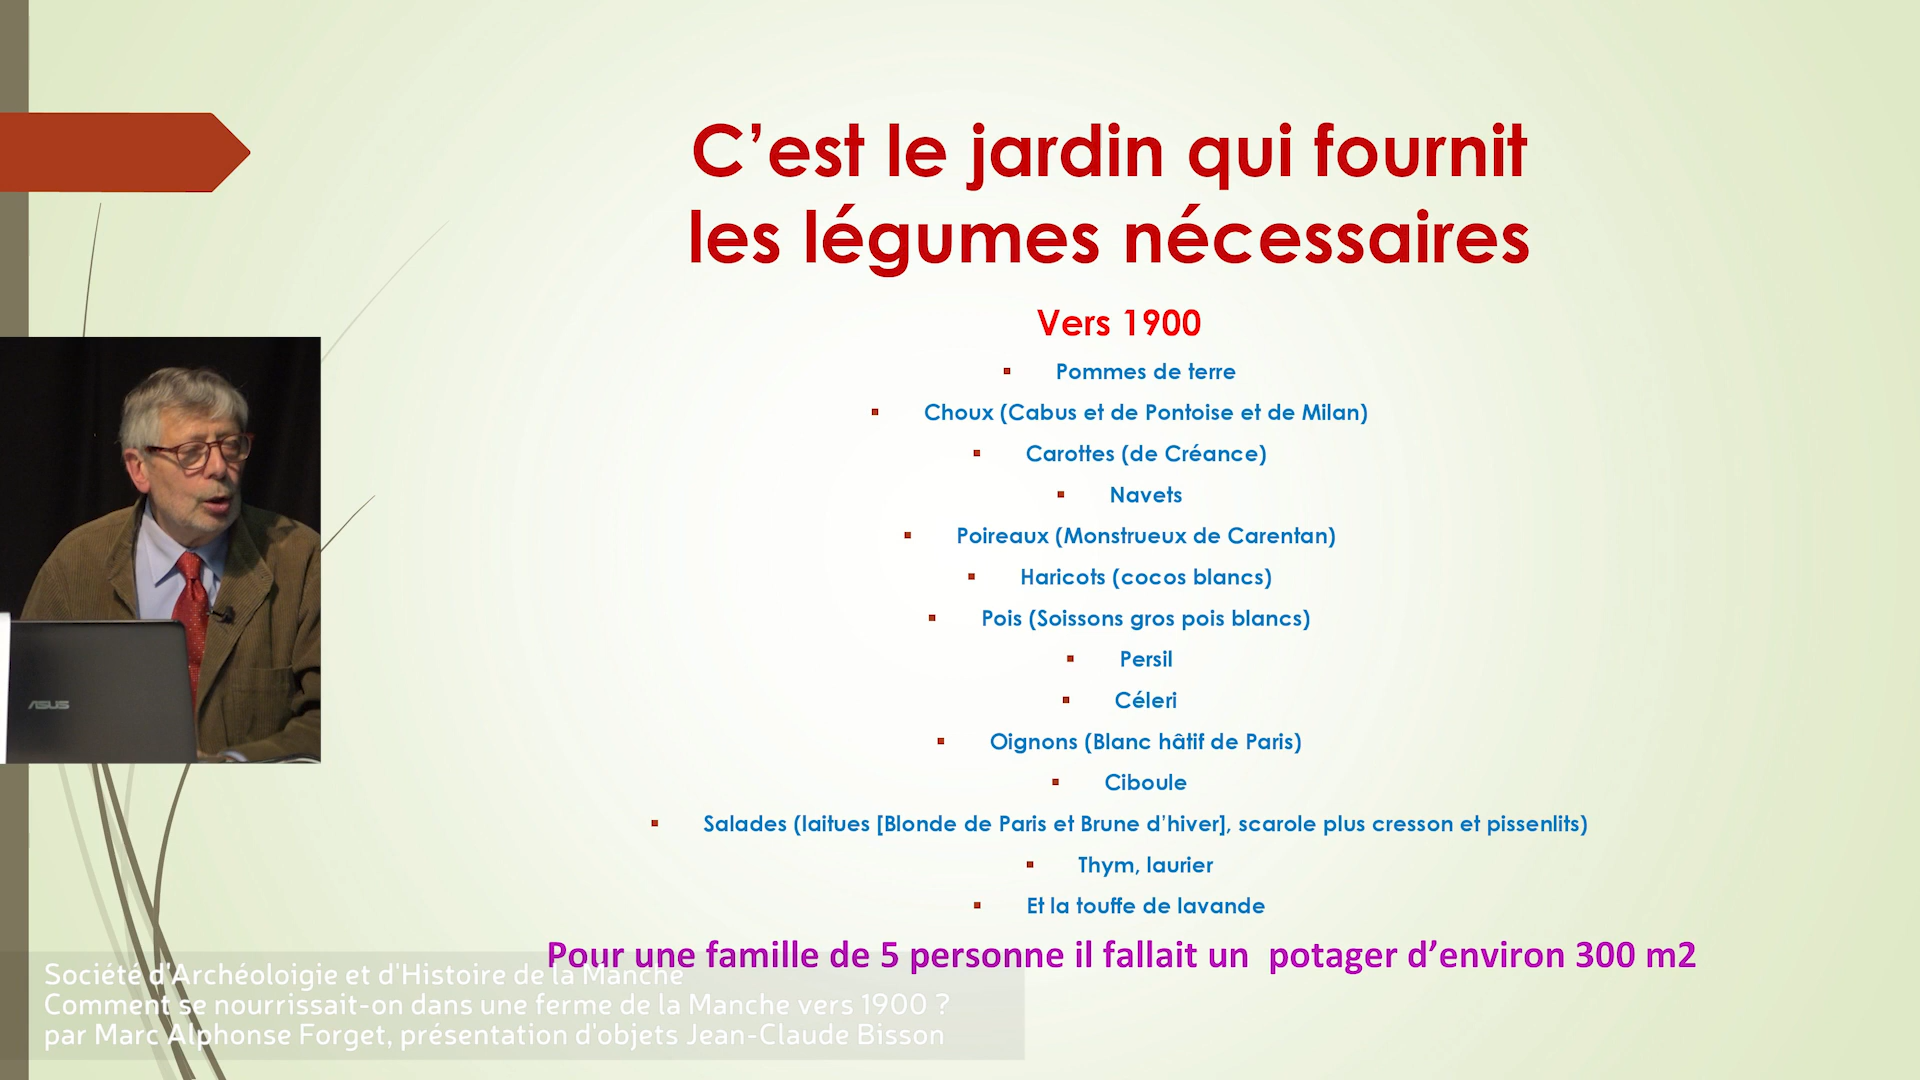 C’est le jardin qui fournit
les légumes nécessaires
Vers 1900
▪ Pommes de terre
▪ Choux (Cabus et de Pontoise et de Milan)
▪ Carottes (de Créance)
▪ Navets
▪ Poireaux (Monstrueux de Carentan)
▪ Haricots (cocos blancs)
▪ Pois (Soissons gros pois blancs)
▪ Persil
▪ Céleri
▪ Oignons (Blanc hâtif de Paris)
▪ Ciboule
▪ Salades (laitues [Blonde de Paris et Brune d’hiver], scarole plus cresson et pissenlits)
▪ Thym, laurier
▪ Et la touffe de lavande
Pour une famille de 5 personne il fallait un potager d’environ 300 m2
ASUS
Société d'Archéoloigie et d'Histoire de la Manche
Comment se nourrissait-on dans une ferme de la Manche vers 1900 ?
par Marc Alphonse Forget, présentation d'objets Jean-Claude Bisson